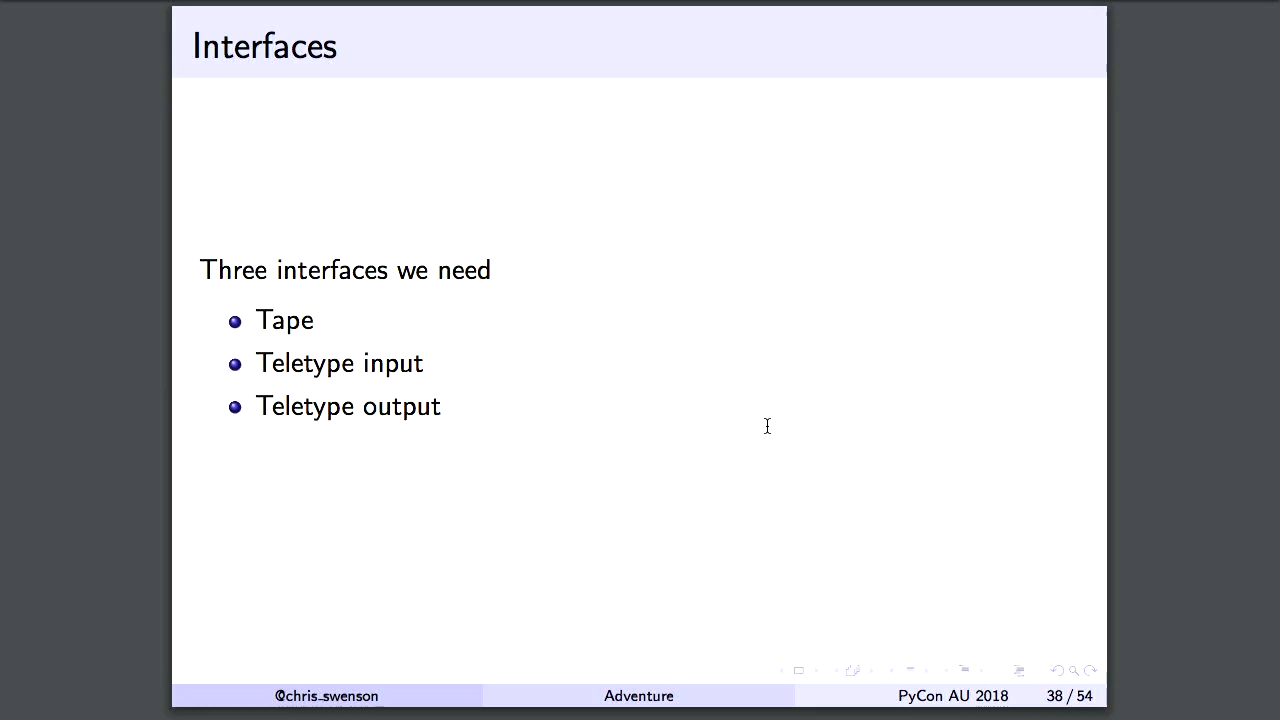 Interfaces
Three interfaces we need
Tape
Teletype input
Teletype output
@chris_swenson Adventure PyCon AU 2018 38 / 54